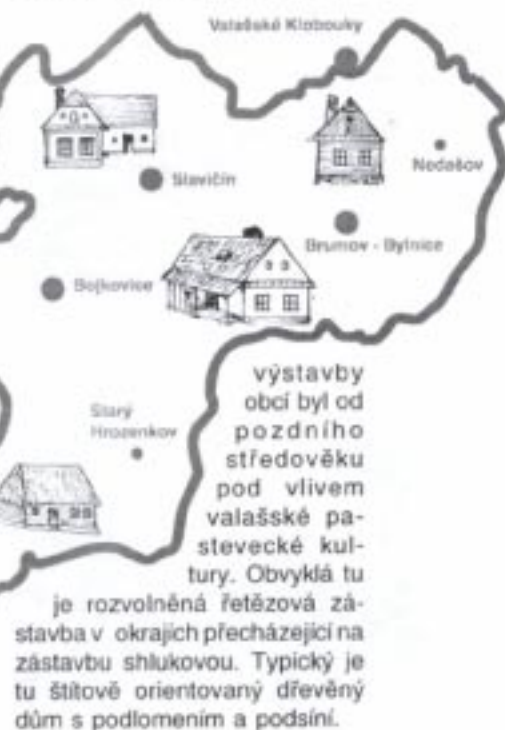 Valašské Klobouky
Slavičín
Nedašov
Brumov - Bylnice
Bojkovice
Starý
Hrozenkov
výstavby
obcí byl od
pozdního
středověku
pod vlivem
valašské pa-
stevecké kul-
tury. Obvyklá tu
je rozvolněná řetězová zá-
stavba v okrajích přecházející na
zástavbu shlukovou. Typický je
tu štítově orientovaný dřevěný
dům s podlomením a podsíní.